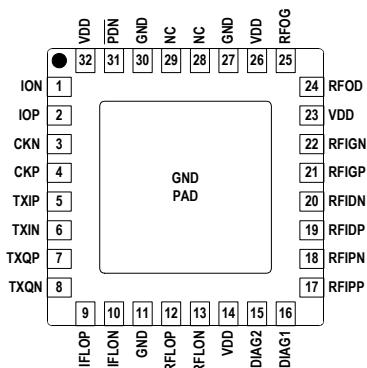 VDD
PDN
GND
NC
NC
GND
VDD
RFOG
32 31 30 29 28 27 26 25
ION 1
IOP 2
CKN 3
CKP 4
TXIP 5
TXIN 6
TXQP 7
TXQN 8
GND
PAD
24 RFOD
23 VDD
22 RFIGN
21 RFIGP
20 RFIDN
19 RFIDP
18 RFIPN
17 RFIPP
9 10 11 12 13 14 15 16
IFLOP
IFLON
GND
RFLOP
RFLON
VDD
DIAG2
DIAG1